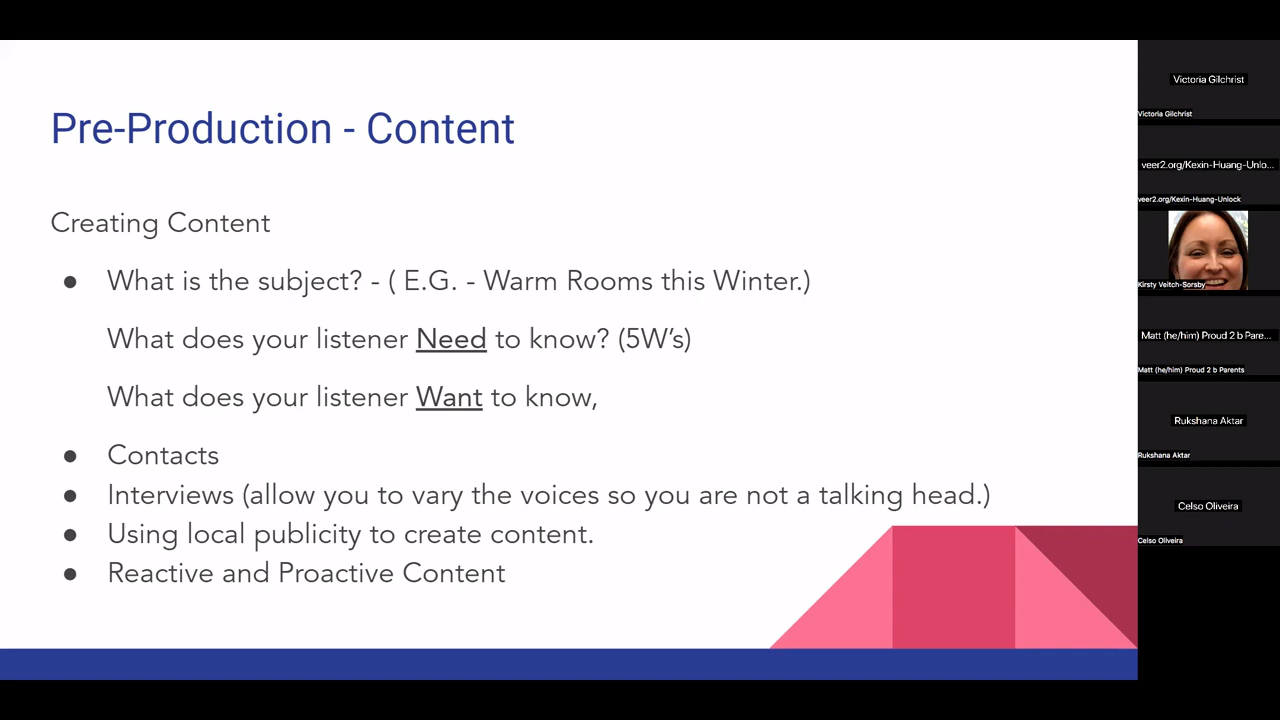 Pre-Production - Content
Creating Content
● What is the subject? - ( E.G. - Warm Rooms this Winter.)
What does your listener Need to know? (5W's)
What does your listener Want to know,
● Contacts
● Interviews (allow you to vary the voices so you are not a talking head.)
● Using local publicity to create content.
● Reactive and Proactive Content
Victoria Gilchrist
Victoria Gilchrist
veer2.org/Kexin-Huang-Unlo...
veer2.org/Kexin-Huang-Unlock
Kirsty Veitch-Sorsby
Matt (he/him) Proud 2 b Pare...
Matt (he/him) Proud 2 b Parents
Rukshana Aktar
Rukshana Aktar
Celso Oliveira
Celso Oliveira